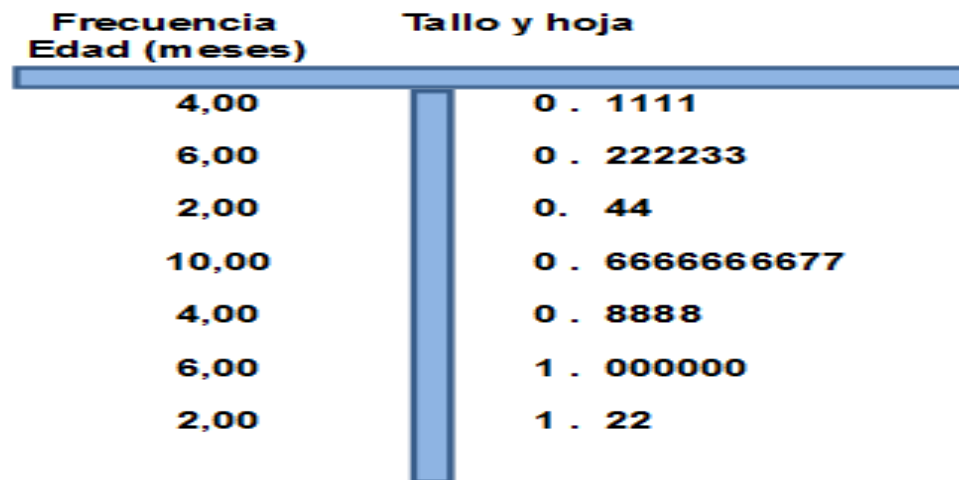 Frecuencia Tallo y hoja
Edad (meses)
4,00 0 . 1111
6,00 0 . 222233
2,00 0. 44
10,00 0 . 6666666677
4,00 0 . 8888
6,00 1 . 000000
2,00 1 . 22